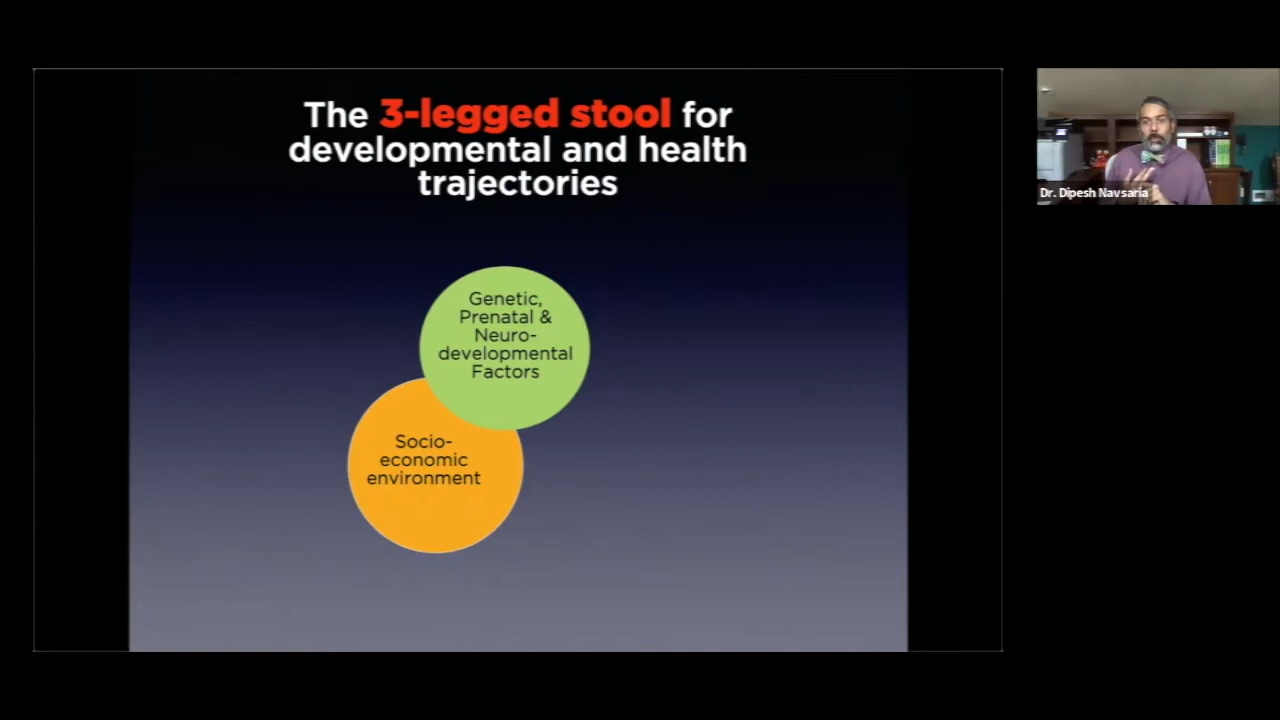 The 3-legged stool for
developmental and health
trajectories
Genetic,
Prenatal &
Neuro-
developmental
Factors
Socio-
economic
environment
Dr. Dipesh Navsaria